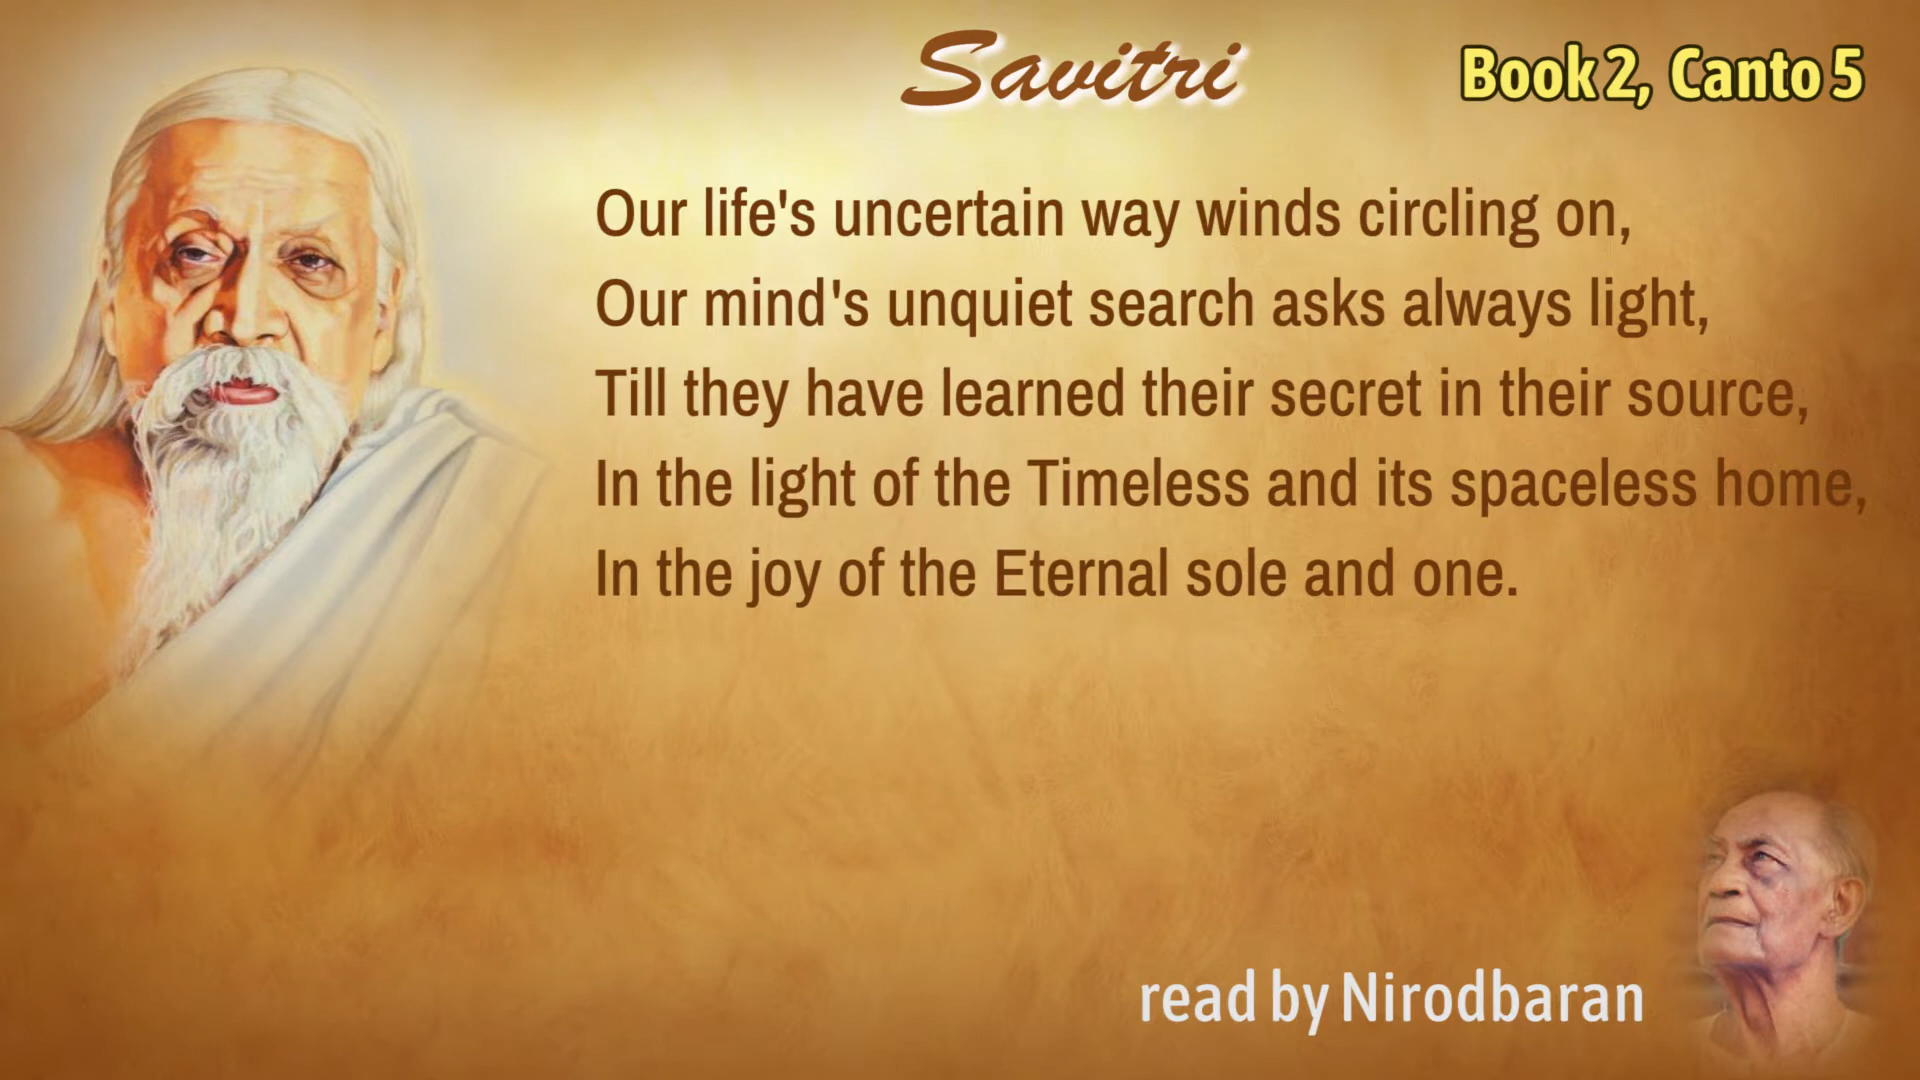 Savitri
Book 2, Canto 5
Our life's uncertain way winds circling on,
Our mind's unquiet search asks always light,
Till they have learned their secret in their source,
In the light of the Timeless and its spaceless home,
In the joy of the Eternal sole and one.
read by Nirodbaran